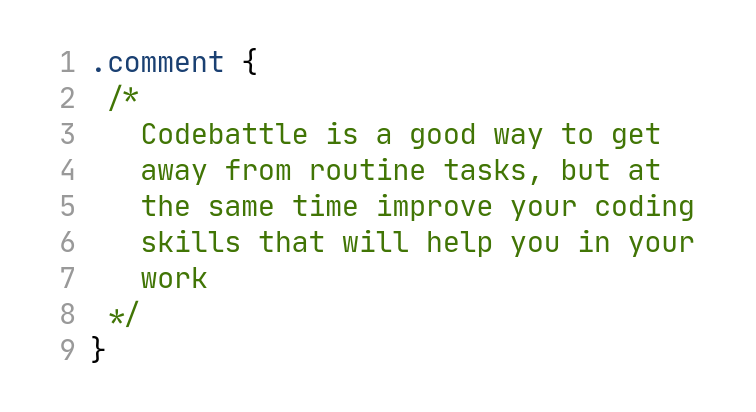 1 .comment {
2 /*
3 Codebattle is a good way to get
4 away from routine tasks, but at
5 the same time improve your coding
6 skills that will help you in your
7 work
8 */
9 }